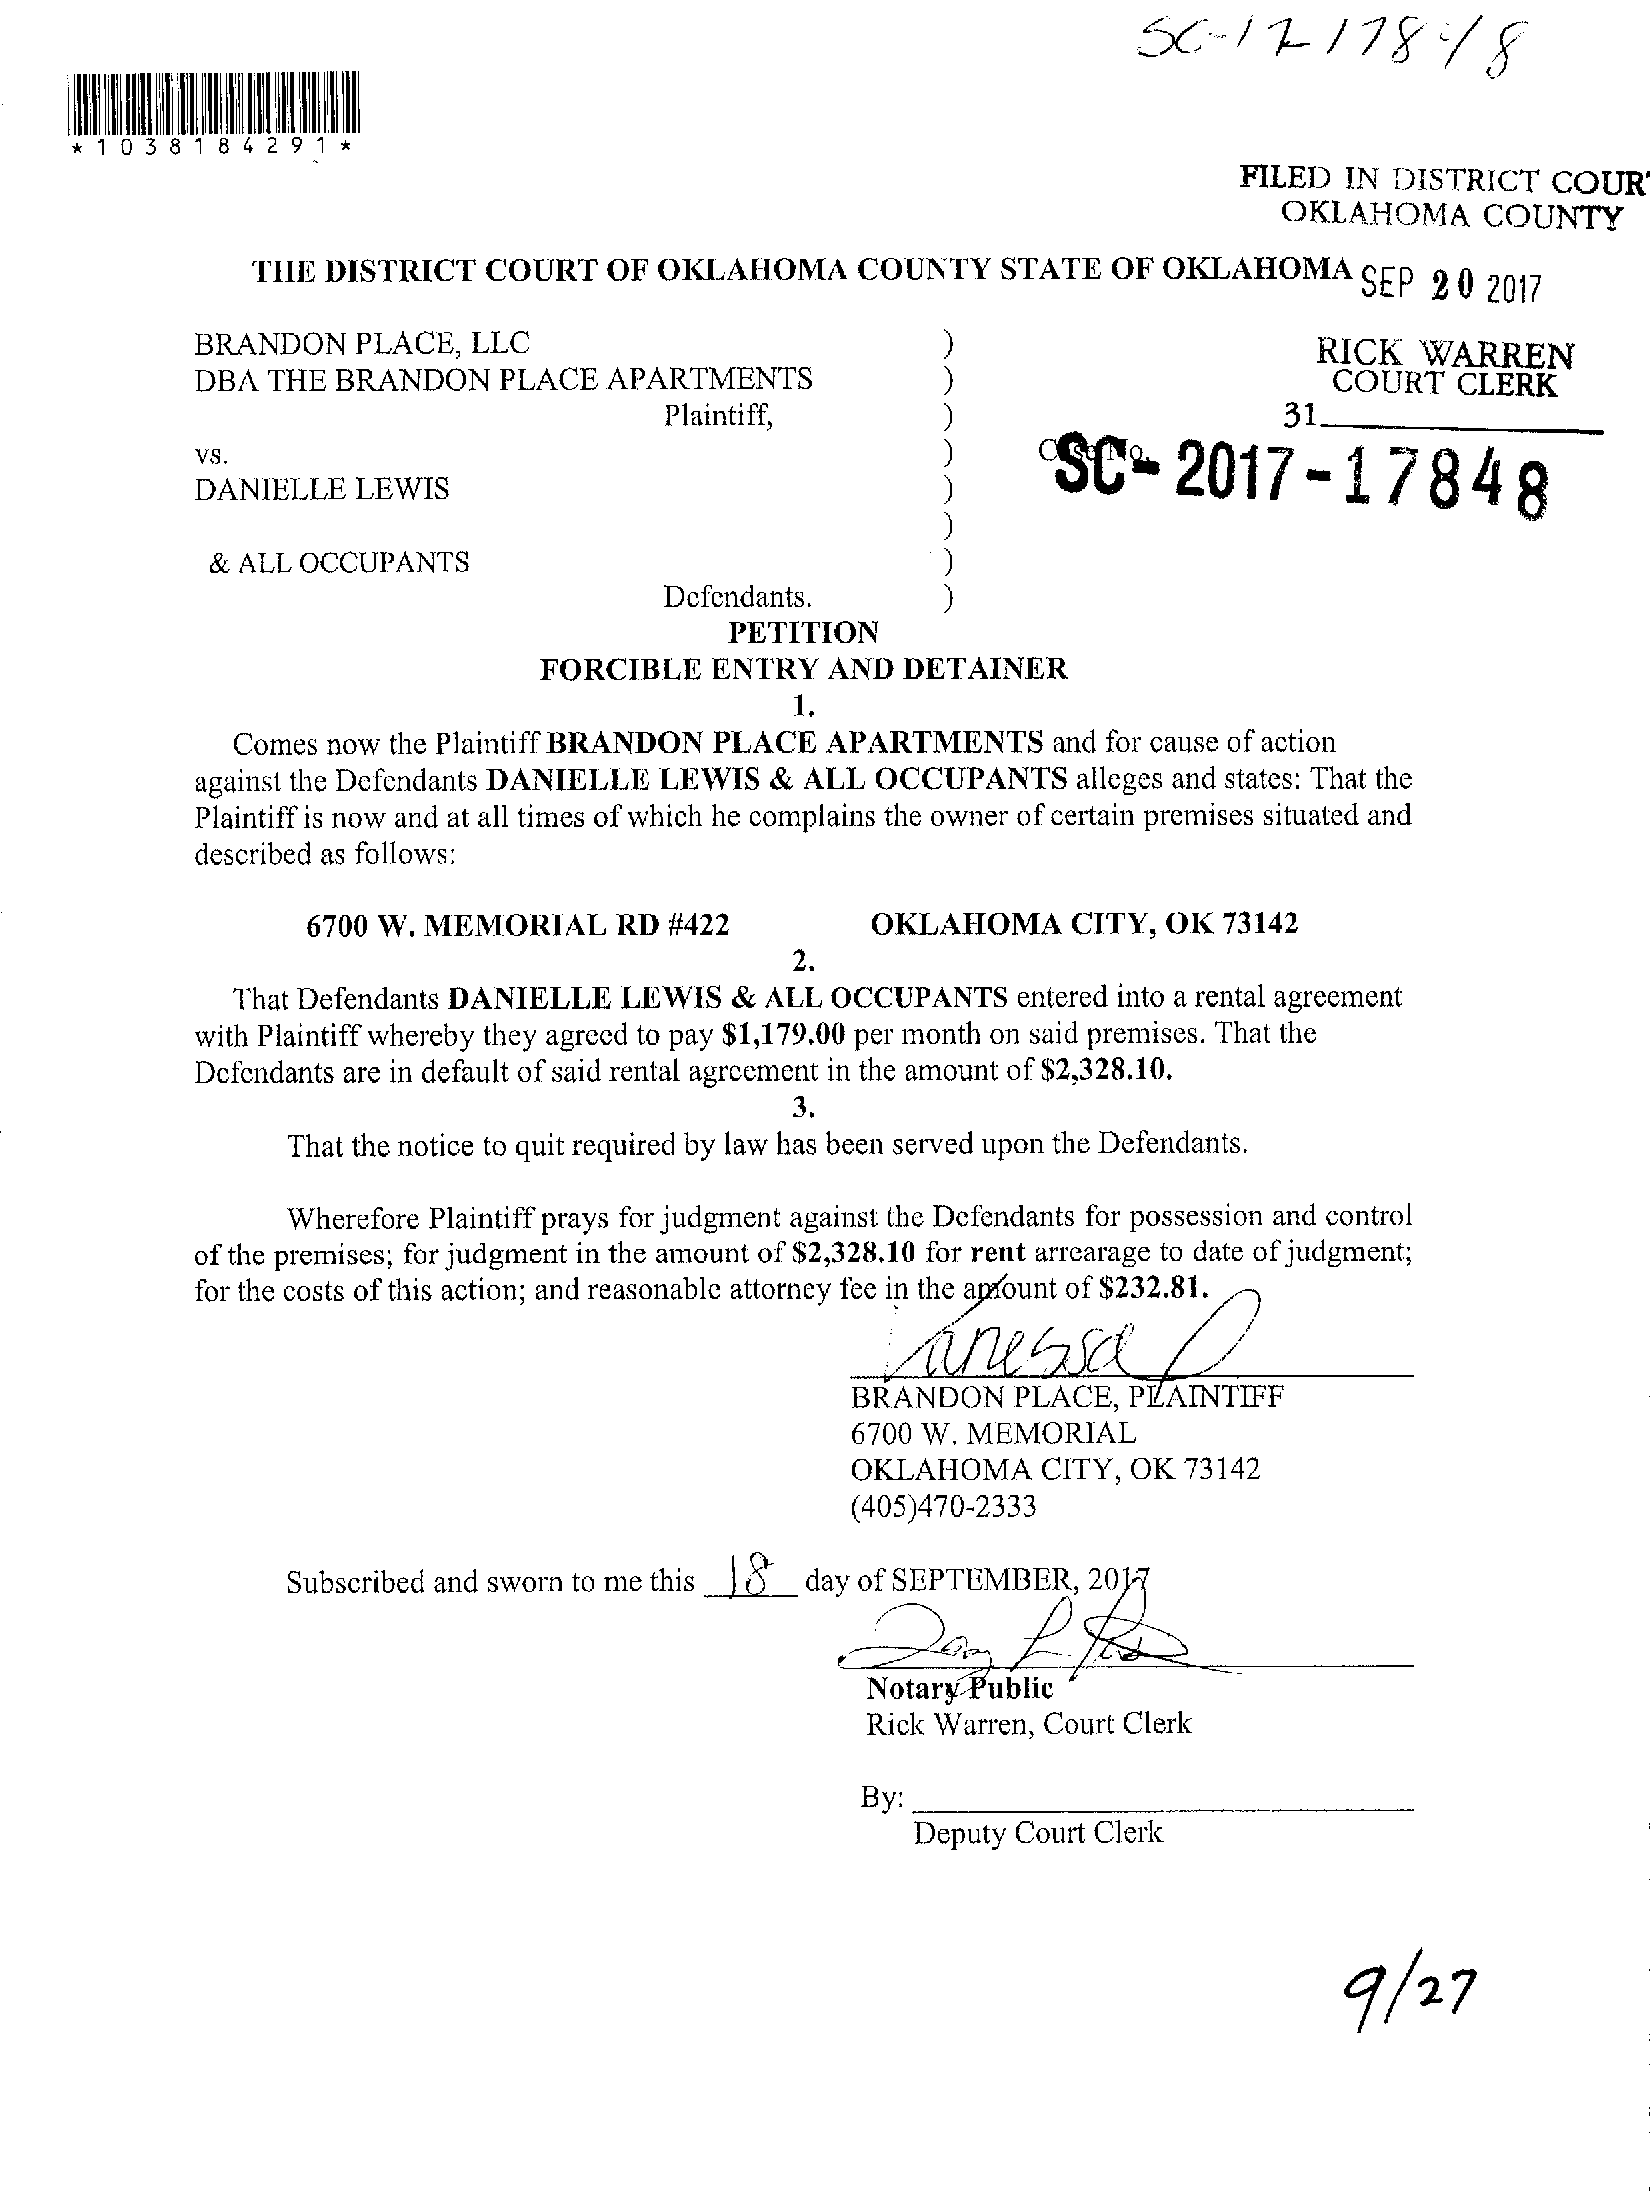 SC-17-17848
*1038184291*
FILED IN DISTRICT COUR
OKLAHOMA COUNTY
THE DISTRICT COURT OF OKLAHOMA COUNTY STATE OF OKLAHOMA SEP 20 2017
BRANDON PLACE, LLC )
RICK WARREN
DBA THE BRANDON PLACE APARTMENTS )
COURT CLERK
Plaintiff, )
31
vs. )
Case No. SC-2017-17848
DANIELLE LEWIS )
)
& ALL OCCUPANTS )
Defendants. )
PETITION
FORCIBLE ENTRY AND DETAINER
1.
Comes now the Plaintiff BRANDON PLACE APARTMENTS and for cause of action
against the Defendants DANIELLE LEWIS & ALL OCCUPANTS alleges and states: That the
Plaintiff is now and at all times of which he complains the owner of certain premises situated and
described as follows:
6700 W. MEMORIAL RD #422 OKLAHOMA CITY, OK 73142
2.
That Defendants DANIELLE LEWIS & ALL OCCUPANTS entered into a rental agreement
with Plaintiff whereby they agreed to pay $1,179.00 per month on said premises. That the
Defendants are in default of said rental agreement in the amount of $2,328.10.
3.
That the notice to quit required by law has been served upon the Defendants.
Wherefore Plaintiff prays for judgment against the Defendants for possession and control
of the premises; for judgment in the amount of $2,328.10 for rent arrearage to date of judgment;
for the costs of this action; and reasonable attorney fee in the amount of $232.81.
Vanessa
BRANDON PLACE, PLAINTIFF
6700 W. MEMORIAL
OKLAHOMA CITY, OK 73142
(405)470-2333
Subscribed and sworn to me this 18 day of SEPTEMBER, 2017
Notary Public
Rick Warren, Court Clerk
By:
Deputy Court Clerk
9/27